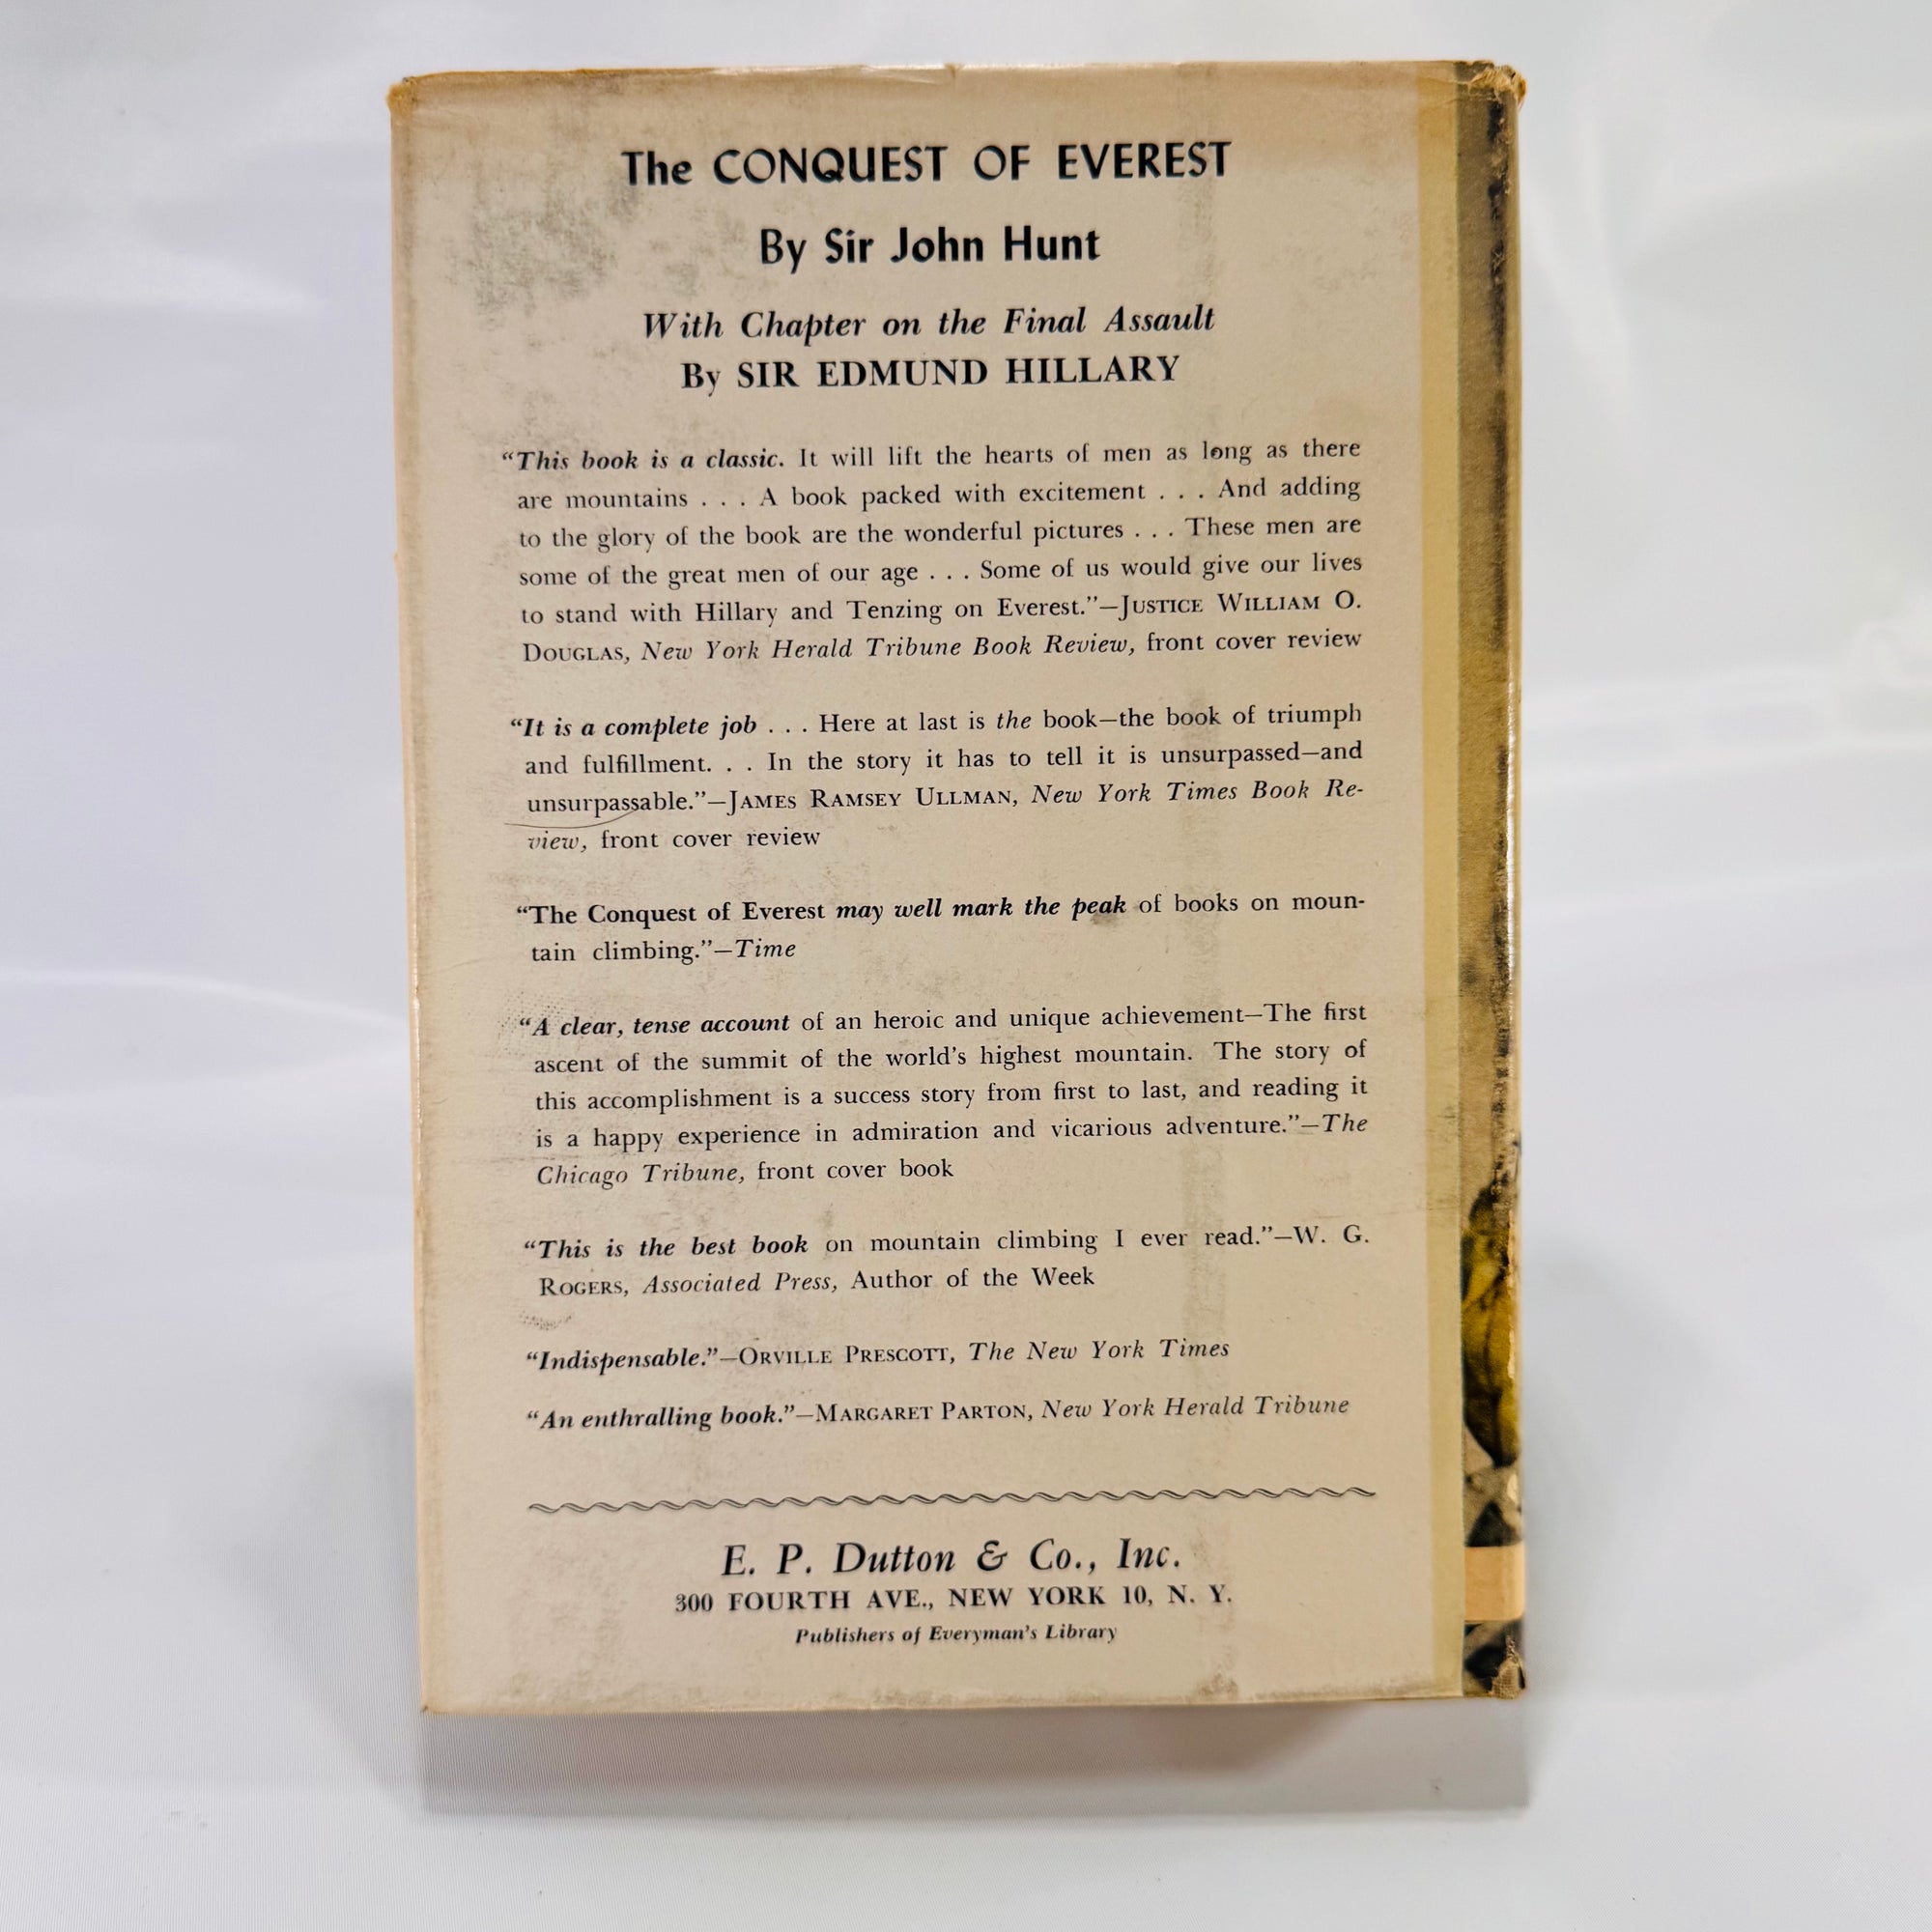 The CONQUEST OF EVEREST
By Sir John Hunt
With Chapter on the Final Assault
By SIR EDMUND HILLARY
“This book is a classic. It will lift the hearts of men as long as there
are mountains . . . A book packed with excitement . . . And adding
to the glory of the book are the wonderful pictures . . . These men are
some of the great men of our age . . . Some of us would give our lives
to stand with Hillary and Tenzing on Everest.”—JUSTICE WILLIAM O.
DOUGLAS, New York Herald Tribune Book Review, front cover review
“It is a complete job . . . Here at last is the book—the book of triumph
and fulfillment. . . In the story it has to tell it is unsurpassed—and
unsurpassable.”—JAMES RAMSEY ULLMAN, New York Times Book Re-
view, front cover review
“The Conquest of Everest may well mark the peak of books on moun-
tain climbing.”—Time
“A clear, tense account of an heroic and unique achievement—The first
ascent of the summit of the world’s highest mountain. The story of
this accomplishment is a success story from first to last, and reading it
is a happy experience in admiration and vicarious adventure.”—The
Chicago Tribune, front cover book
“This is the best book on mountain climbing I ever read.”—W. G.
ROGERS, Associated Press, Author of the Week
“Indispensable.”—ORVILLE PRESCOTT, The New York Times
“An enthralling book.”—MARGARET PARTON, New York Herald Tribune
E. P. Dutton & Co., Inc.
300 FOURTH AVE., NEW YORK 10, N. Y.
Publishers of Everyman’s Library